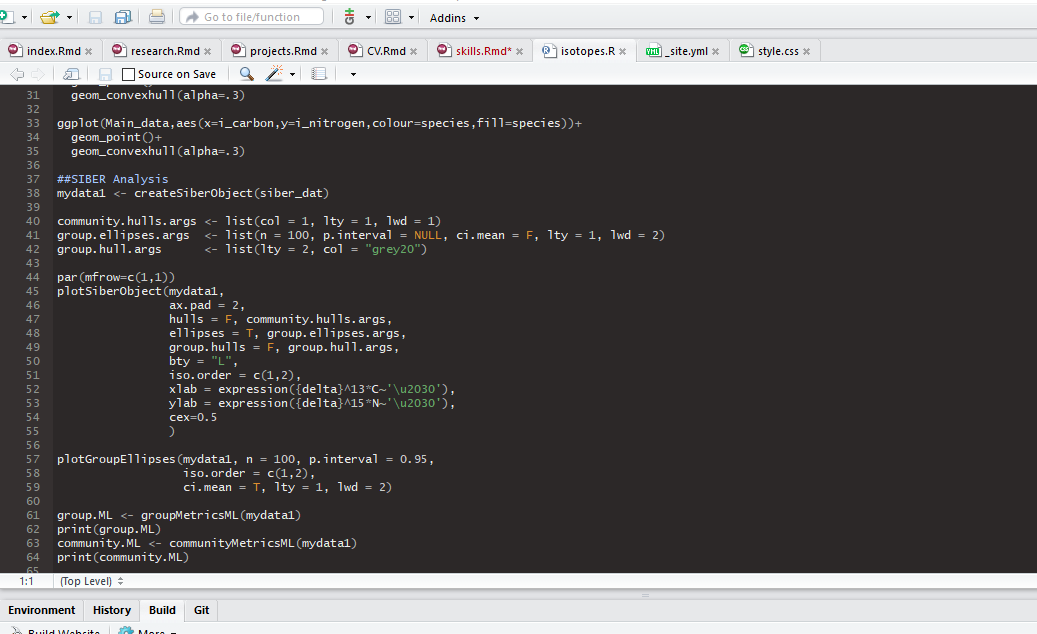 Go to file/function
Addins
index.Rmd
research.Rmd
projects.Rmd
CV.Rmd
skills.Rmd*
isotopes.R
_site.yml
style.css
Source on Save
31 geom_convexhull(alpha=.3)
32
33 ggplot(Main_data,aes(x=i_carbon,y=i_nitrogen,colour=species,fill=species))+
34 geom_point()+
35 geom_convexhull(alpha=.3)
36
37 ##SIBER Analysis
38 mydata1 <- createSiberObject(siber_dat)
39
40 community.hulls.args <- list(col = 1, lty = 1, lwd = 1)
41 group.ellipses.args <- list(n = 100, p.interval = NULL, ci.mean = F, lty = 1, lwd = 2)
42 group.hull.args <- list(lty = 2, col = "grey20")
43
44 par(mfrow=c(1,1))
45 plotSiberObject(mydata1,
46 ax.pad = 2,
47 hulls = F, community.hulls.args,
48 ellipses = T, group.ellipses.args,
49 group.hulls = F, group.hull.args,
50 bty = "L",
51 iso.order = c(1,2),
52 xlab = expression({delta}^13*C~'\u2030'),
53 ylab = expression({delta}^15*N~'\u2030'),
54 cex=0.5
55 )
56
57 plotGroupEllipses(mydata1, n = 100, p.interval = 0.95,
58 iso.order = c(1,2),
59 ci.mean = T, lty = 1, lwd = 2)
60
61 group.ML <- groupMetricsML(mydata1)
62 print(group.ML)
63 community.ML <- communityMetricsML(mydata1)
64 print(community.ML)
65
1:1 (Top Level)
Environment History Build Git
Build Website More